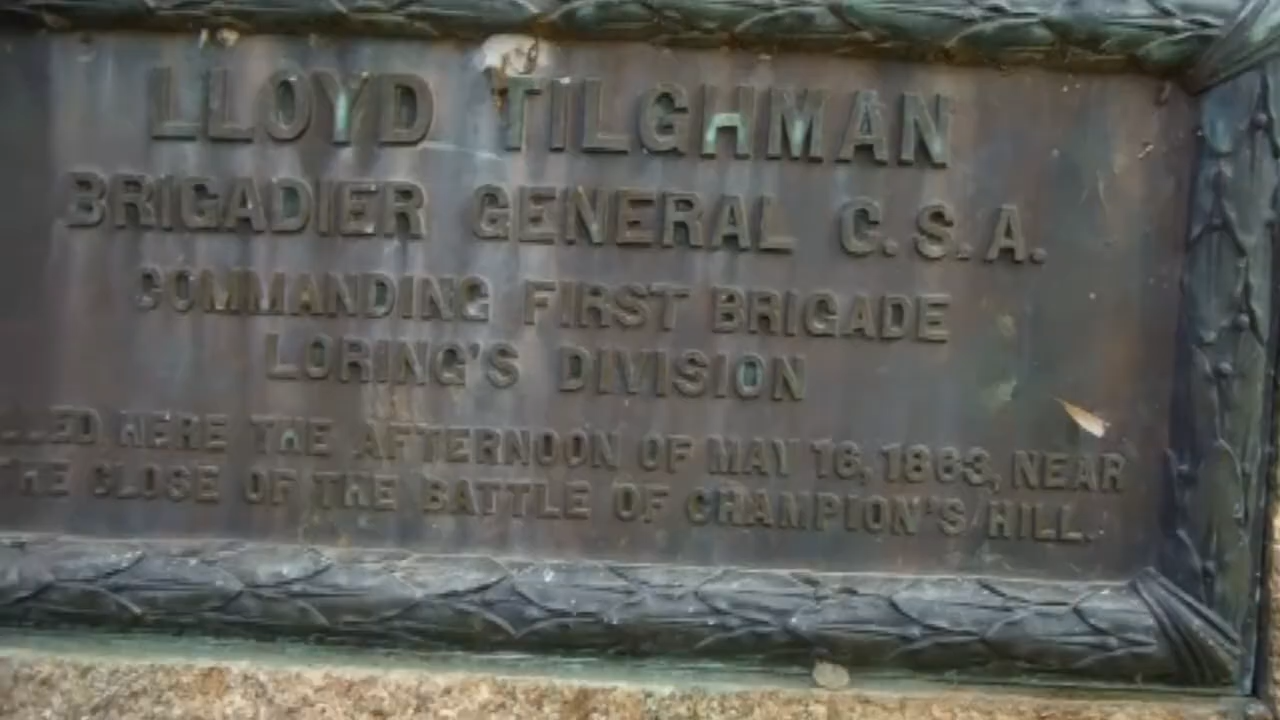 LLOYD TILGHMAN
BRIGADIER GENERAL C.S.A.
COMMANDING FIRST BRIGADE
LORING'S DIVISION
HERE THE AFTERNOON OF MAY 16, 1863, NEAR
THE CLOSE OF THE BATTLE OF CHAMPION'S HILL.